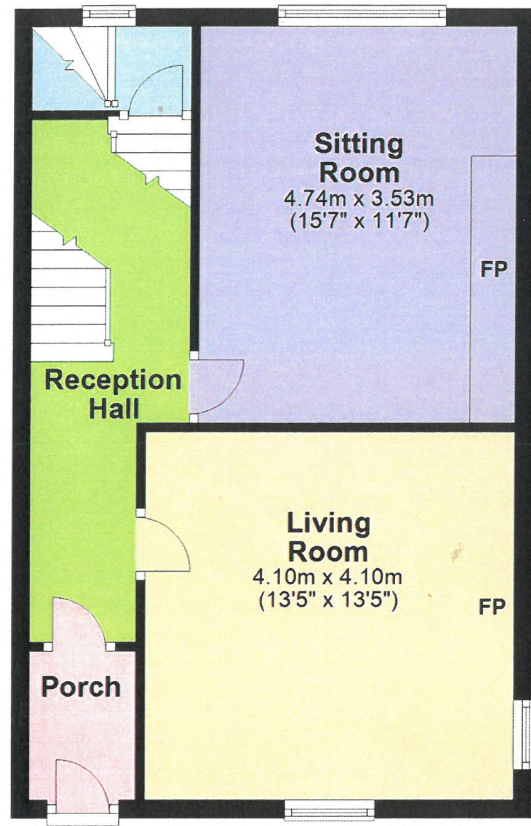 Sitting
Room
4.74m x 3.53m
(15'7" x 11'7")
FP
Reception
Hall
Living
Room
4.10m x 4.10m
(13'5" x 13'5")
FP
Porch